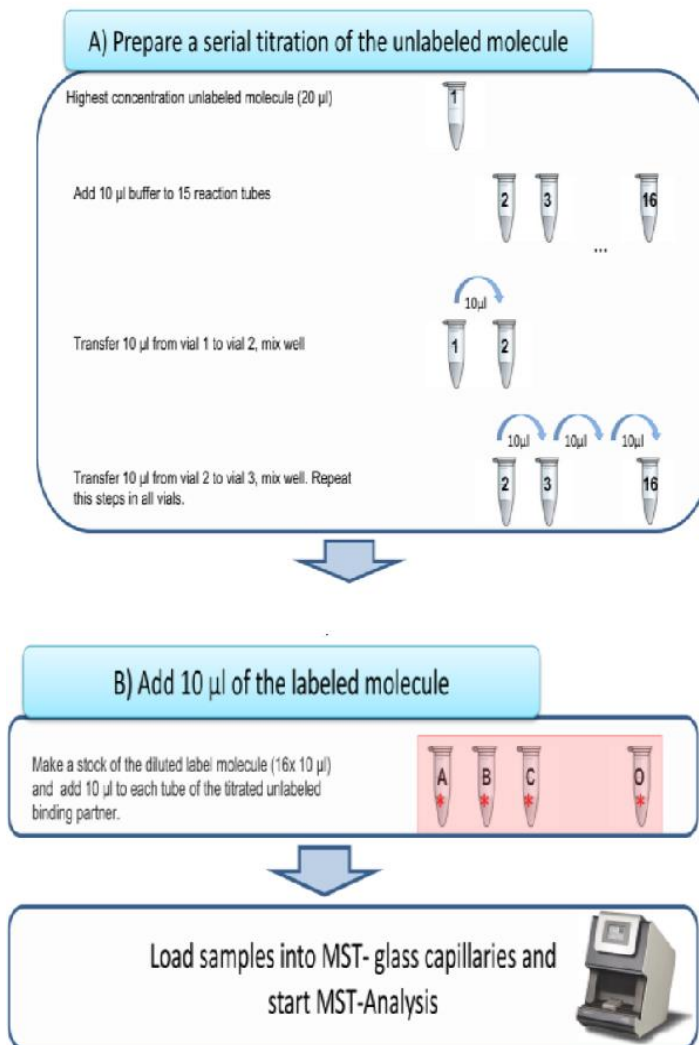 A) Prepare a serial titration of the unlabeled molecule
Highest concentration unlabeled molecule (20 µl)
1
Add 10 µl buffer to 15 reaction tubes
2 3 16
...
10µl
Transfer 10 µl from vial 1 to vial 2, mix well
1 2
10µl 10µl 10µl
Transfer 10 µl from vial 2 to vial 3, mix well. Repeat
this steps in all vials.
2 3 16
B) Add 10 µl of the labeled molecule
Make a stock of the diluted label molecule (16x 10 µl)
and add 10 µl to each tube of the titrated unlabeled
binding partner.
A B C O
* * * *
Load samples into MST- glass capillaries and
start MST-Analysis